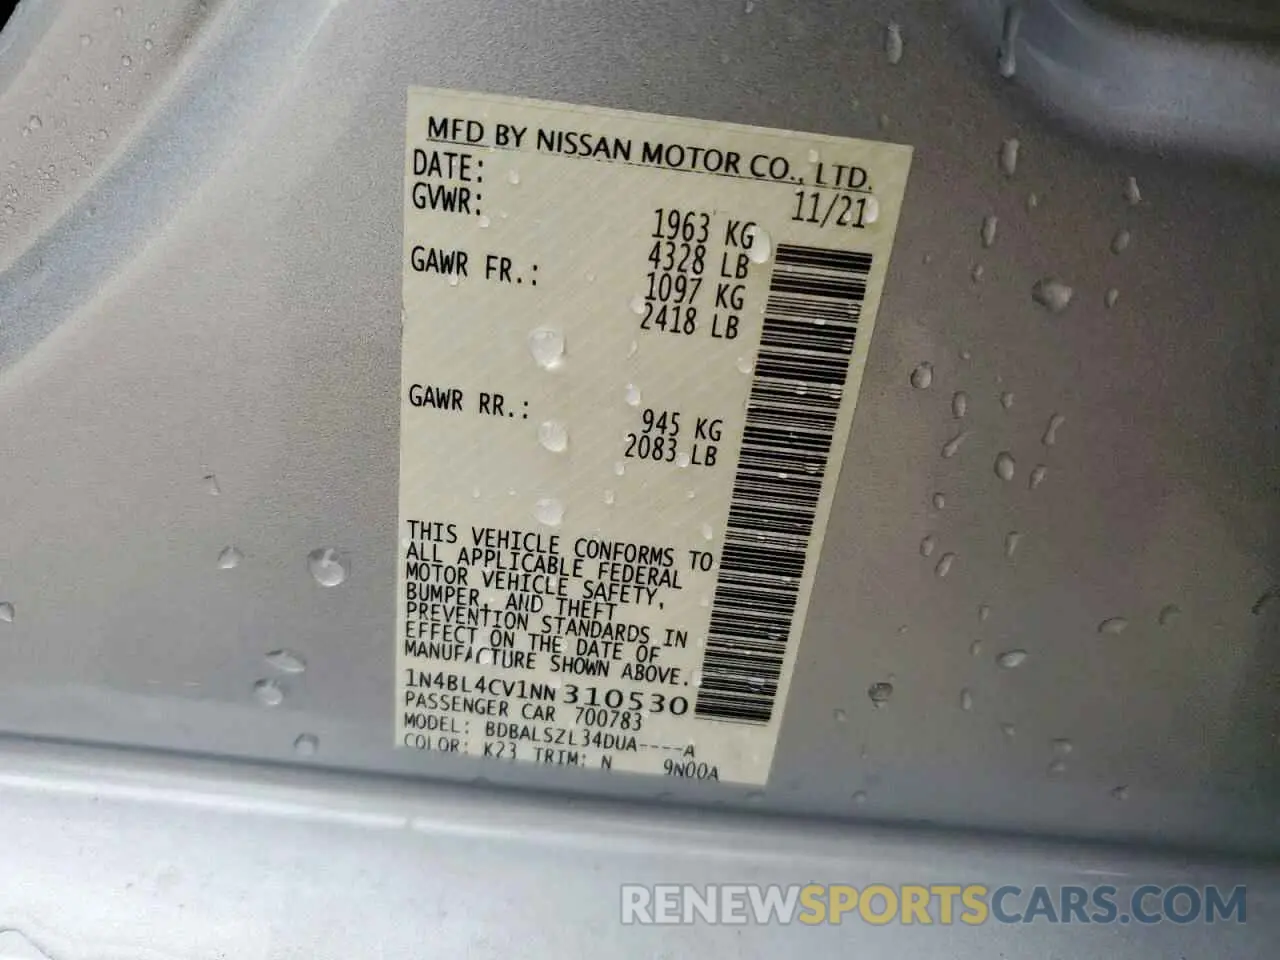 MFD BY NISSAN MOTOR CO., LTD.
DATE: 11/21
GVWR: 1963 KG
4328 LB
GAWR FR.: 1097 KG
2418 LB
GAWR RR.: 945 KG
2083 LB
THIS VEHICLE CONFORMS TO
ALL APPLICABLE FEDERAL
MOTOR VEHICLE SAFETY,
BUMPER, AND THEFT
PREVENTION STANDARDS IN
EFFECT ON THE DATE OF
MANUFACTURE SHOWN ABOVE.
1N4BL4CV1NN310530
PASSENGER CAR 700783
MODEL: BDBALSZL34DUA----A
COLOR: K23 TRIM: N 9N00A
RENEWSPORTSCARS.COM